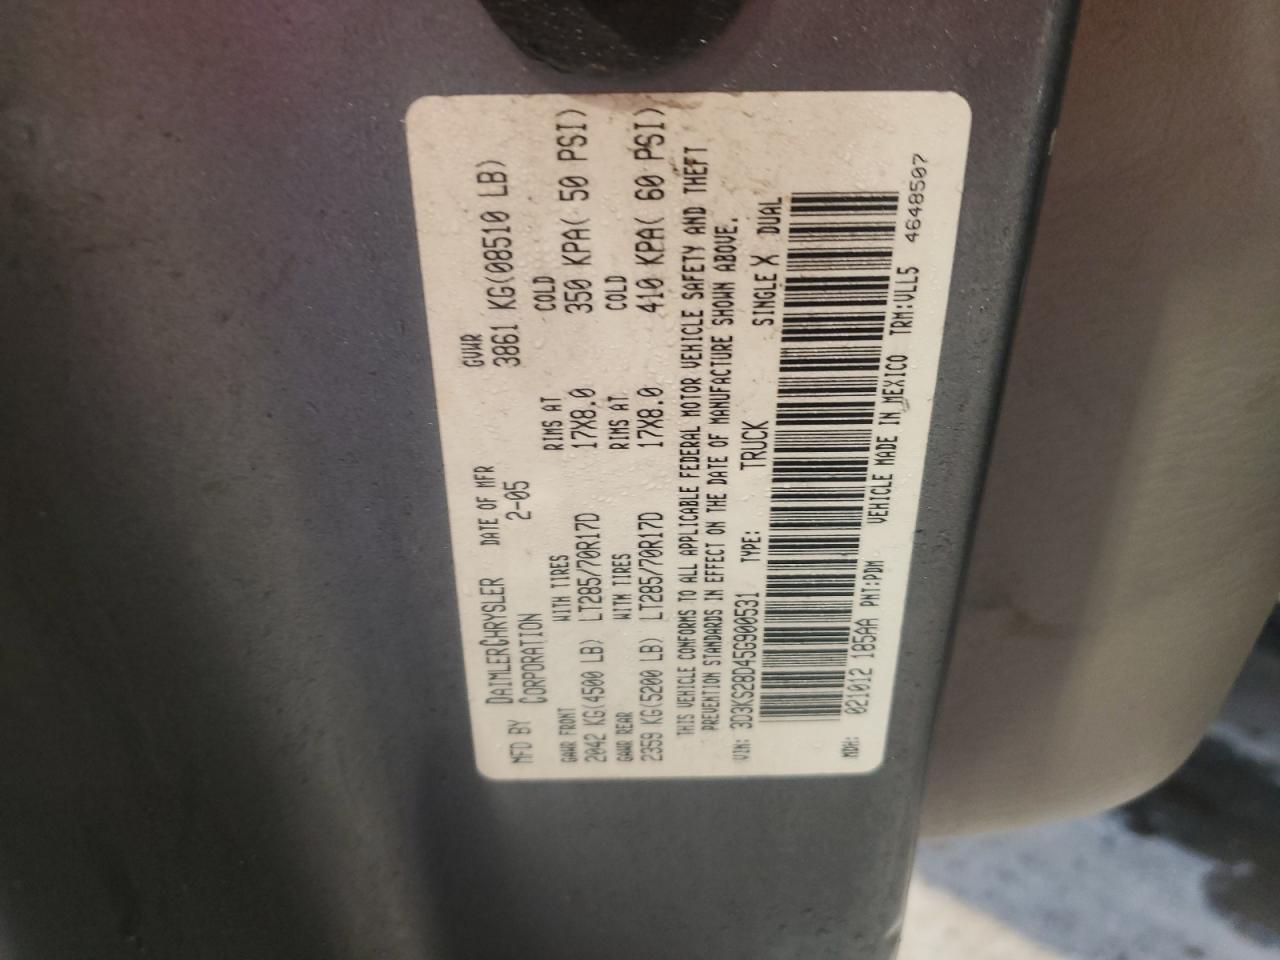 MFD BY DAIMLERCHRYSLER CORPORATION DATE OF MFR 2-05 GVWR 3861 KG(08510 LB)
GAWR FRONT WITH TIRES RIMS AT COLD
2042 KG(4500 LB) LT285/70R17D 17X8.0 350 KPA( 50 PSI)
GAWR REAR WITH TIRES RIMS AT COLD
2359 KG(5200 LB) LT285/70R17D 17X8.0 410 KPA( 60 PSI)
THIS VEHICLE CONFORMS TO ALL APPLICABLE FEDERAL MOTOR VEHICLE SAFETY AND THEFT
PREVENTION STANDARDS IN EFFECT ON THE DATE OF MANUFACTURE SHOWN ABOVE.
VIN: 3D3KS28D45G900531 TYPE: TRUCK SINGLE X DUAL
MDH: 021012 185AA PNT:PDM VEHICLE MADE IN MEXICO TRM:VLL5 4648507